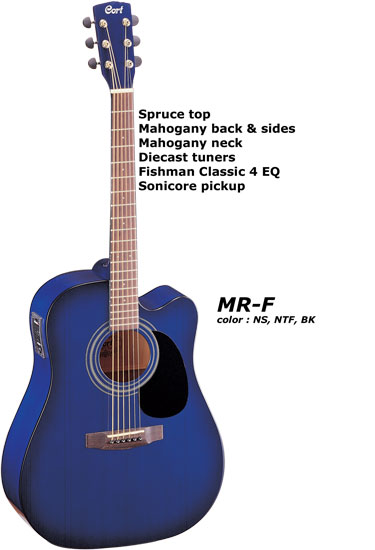 Cort
Spruce top
Mahogany back & sides
Mahogany neck
Diecast tuners
Fishman Classic 4 EQ
Sonicore pickup
MR-F
color : NS, NTF, BK